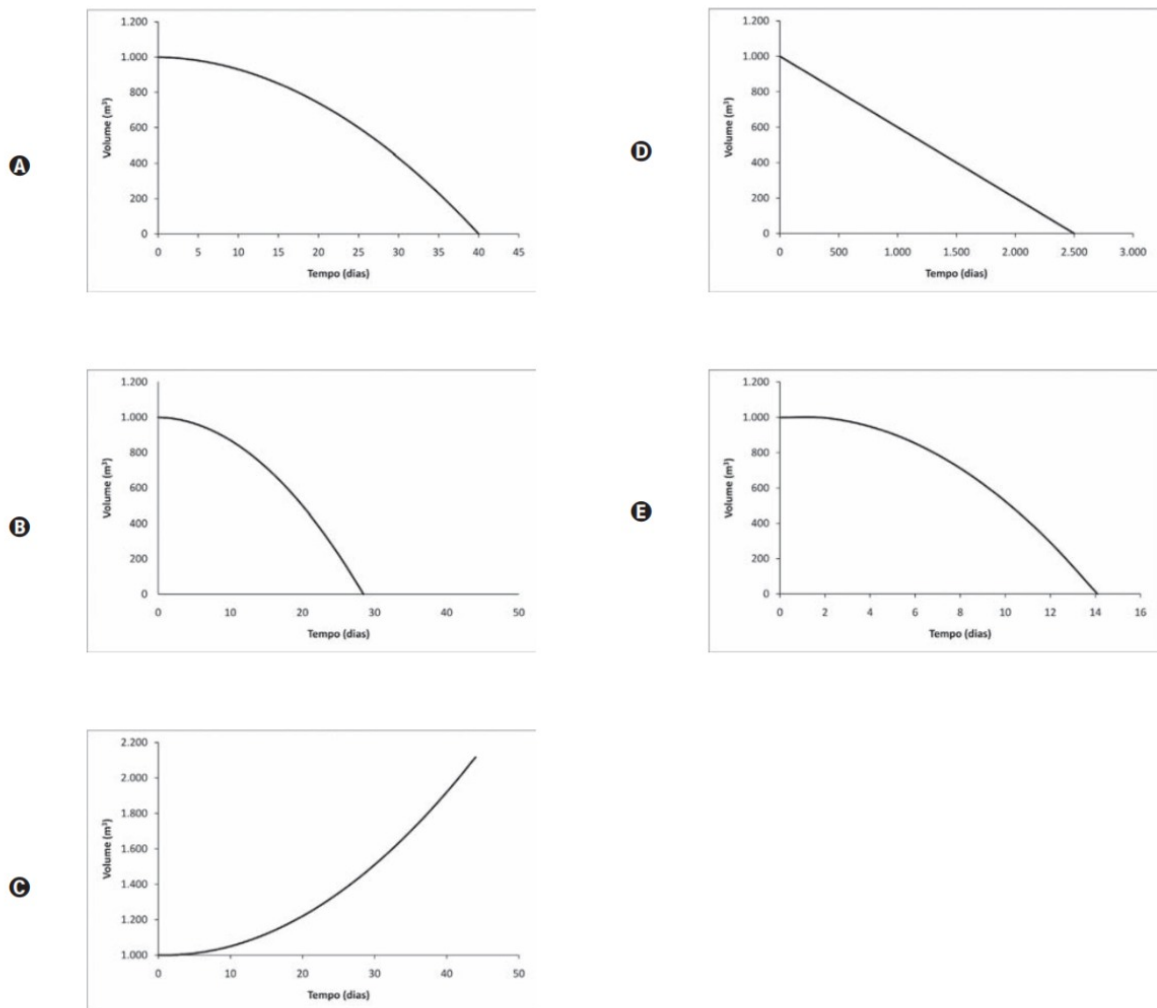 A
Volume (m³)
1.200
1.000
800
600
400
200
0
0 5 10 15 20 25 30 35 40 45
Tempo (dias)
B
Volume (m³)
1.200
1.000
800
600
400
200
0
0 10 20 30 40 50
Tempo (dias)
C
Volume (m³)
2.200
2.000
1.800
1.600
1.400
1.200
1.000
0 10 20 30 40 50
Tempo (dias)
D
Volume (m³)
1.200
1.000
800
600
400
200
0
0 500 1.000 1.500 2.000 2.500 3.000
Tempo (dias)
E
Volume (m³)
1.200
1.000
800
600
400
200
0
0 2 4 6 8 10 12 14 16
Tempo (dias)